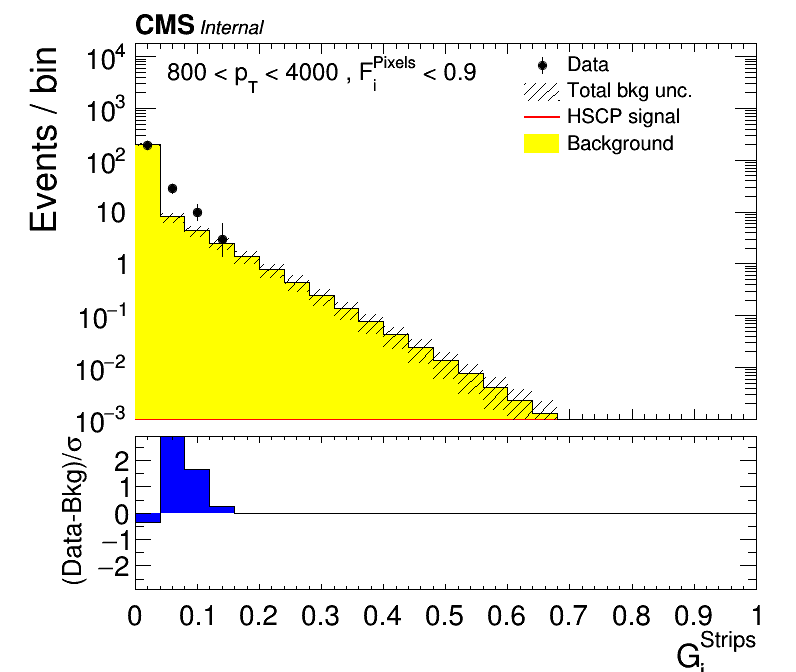 CMS Internal
800 < p_T < 4000 , F_i^Pixels < 0.9
Data
Total bkg unc.
HSCP signal
Background
Events / bin
10^4
10^3
10^2
10
1
10^−1
10^−2
10^−3
(Data-Bkg)/σ
2
1
0
−1
−2
0 0.1 0.2 0.3 0.4 0.5 0.6 0.7 0.8 0.9 1
G_i^Strips